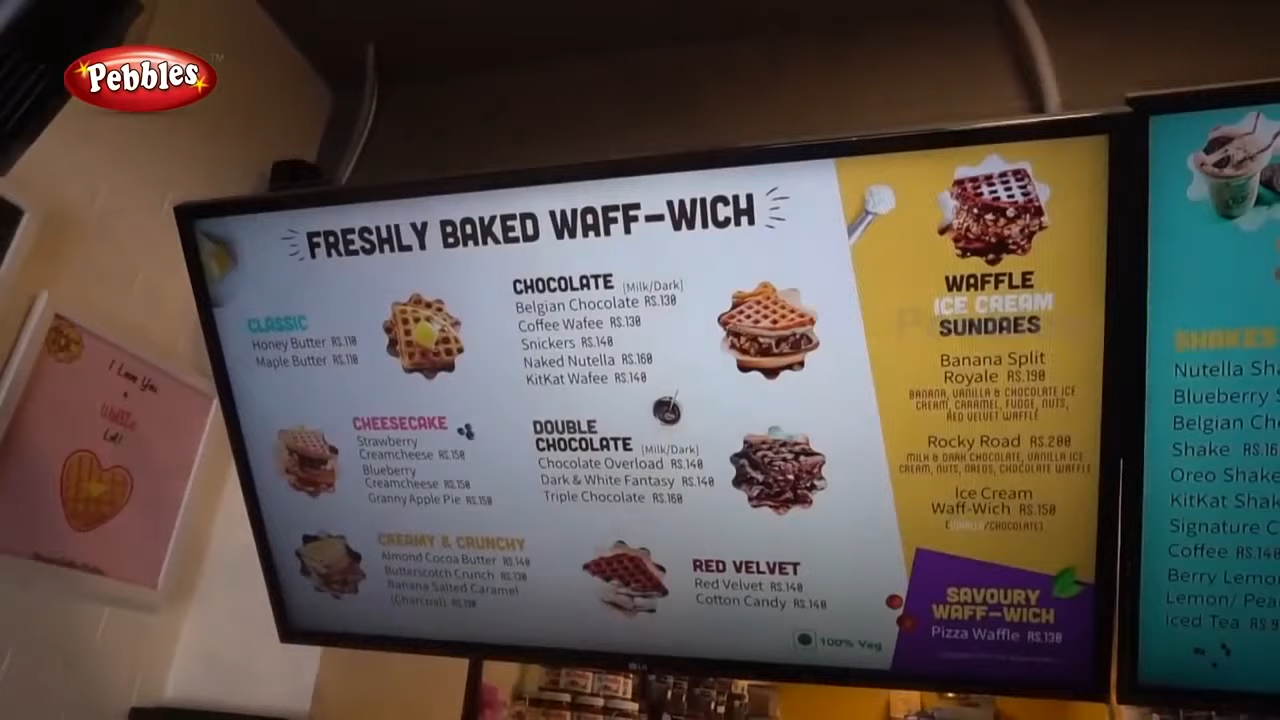 Pebbles™
FRESHLY BAKED WAFF-WICH
CLASSIC
Honey Butter RS.110
Maple Butter RS.110
CHOCOLATE (Milk/Dark)
Belgian Chocolate RS.130
Coffee Wafee RS.130
Snickers RS.140
Naked Nutella RS.160
KitKat Wafee RS.140
CHEESECAKE
Strawberry
Creamcheese RS.150
Blueberry
Creamcheese RS.150
Granny Apple Pie RS.150
DOUBLE
CHOCOLATE (Milk/Dark)
Chocolate Overload RS.140
Dark & White Fantasy RS.140
Triple Chocolate RS.160
CREAMY & CRUNCHY
Almond Cocoa Butter RS.140
Butterscotch Crunch RS.130
Banana Salted Caramel
(Charcoal)
RED VELVET
Red Velvet RS.140
Cotton Candy RS.140
100% Veg
WAFFLE
ICE CREAM
SUNDAES
Banana Split
Royale RS.190
BANANA, VANILLA & CHOCOLATE ICE
CREAM, CARAMEL, FUDGE, NUTS,
RED VELVET WAFFLE
Rocky Road RS.200
MILK & DARK CHOCOLATE, VANILLA ICE
CREAM, NUTS, OREOS, CHOCOLATE WAFFLE
Ice Cream
Waff-Wich RS.150
/CHOCOLATE)
SAVOURY
WAFF-WICH
Pizza Waffle RS.130
SHAKES
Nutella Sha
Blueberry S
Belgian Ch
Shake RS.16
Oreo Shake
KitKat Shak
Signature C
Coffee RS.140
Berry Lemo
Lemon/ Pea
Iced Tea RS.9
I Love You
Lot!